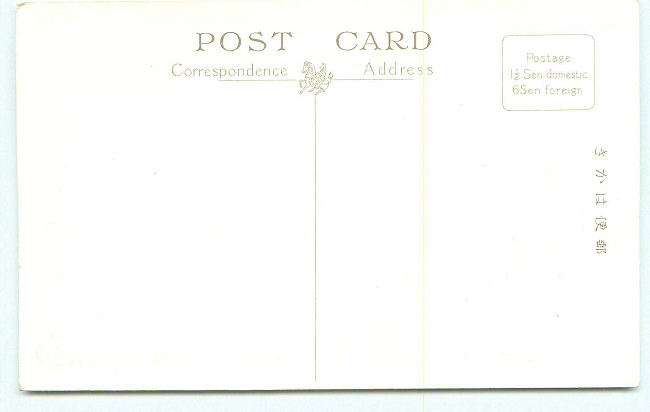 POST CARD
Correspondence Address
Postage
1½ Sen domestic
6Sen foreign
きかは便郵